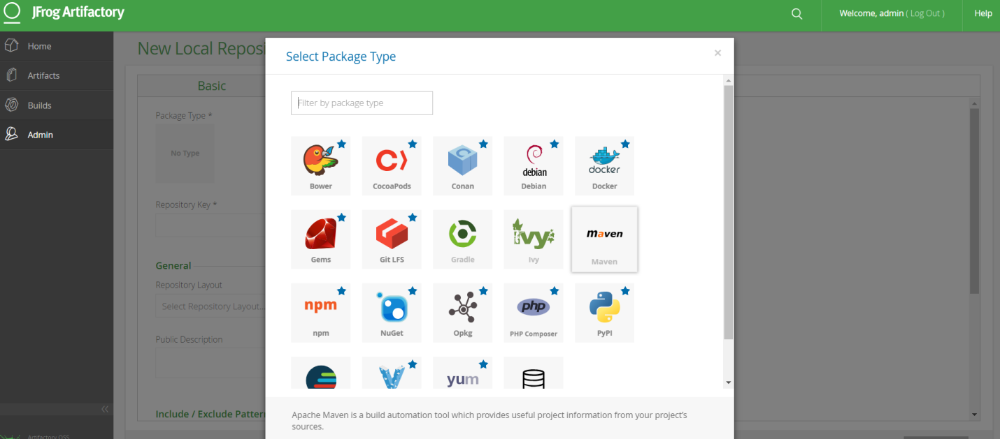 JFrog Artifactory
Welcome, admin ( Log Out )
Help
Home
Artifacts
Builds
Admin
Artifactory OSS
New Local Reposi
Basic
Package Type *
No Type
Repository Key *
General
Repository Layout
Select Repository Layout...
Public Description
Include / Exclude Patter
Select Package Type
×
Filter by package type
Bower
CocoaPods
Conan
debian
Debian
docker
Docker
Gems
Git LFS
Gradle
ivy
Ivy
maven
Maven
npm
npm
NuGet
Opkg
php
PHP Composer
PyPI
yum
Apache Maven is a build automation tool which provides useful project information from your project's
sources.